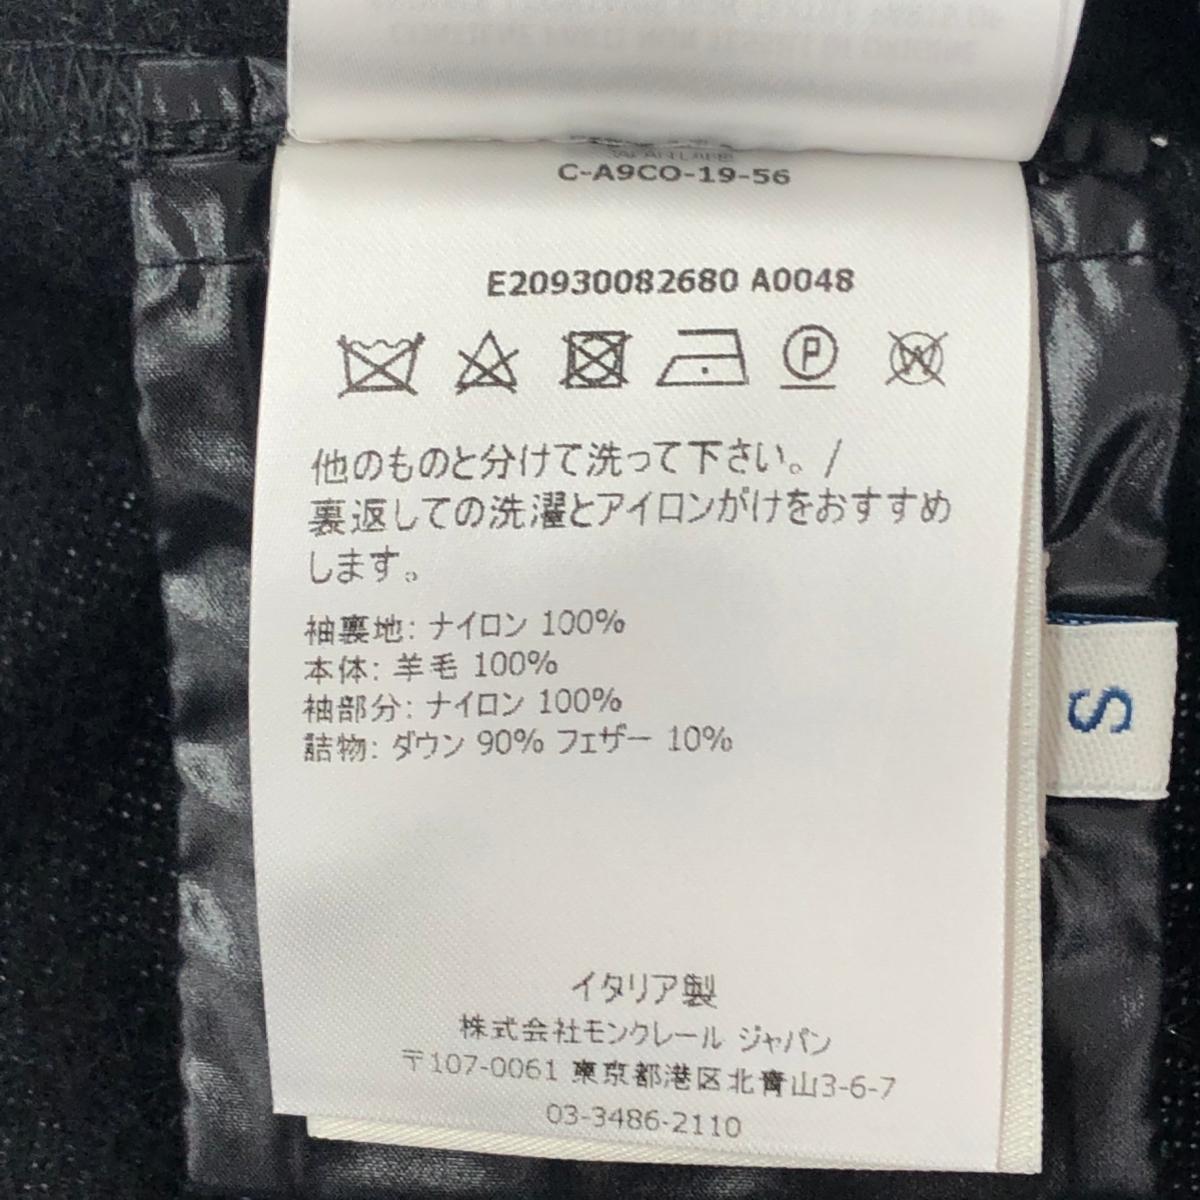 C-A9CO-19-56
E20930082680 A0048
P
W
他のものと分けて洗って下さい。/
裏返しての洗濯とアイロンがけをおすすめ
します。
袖裏地: ナイロン 100%
本体: 羊毛 100%
袖部分: ナイロン 100%
詰物: ダウン 90% フェザー 10%
S
イタリア製
株式会社モンクレール ジャパン
〒107-0061 東京都港区北青山3-6-7
03-3486-2110